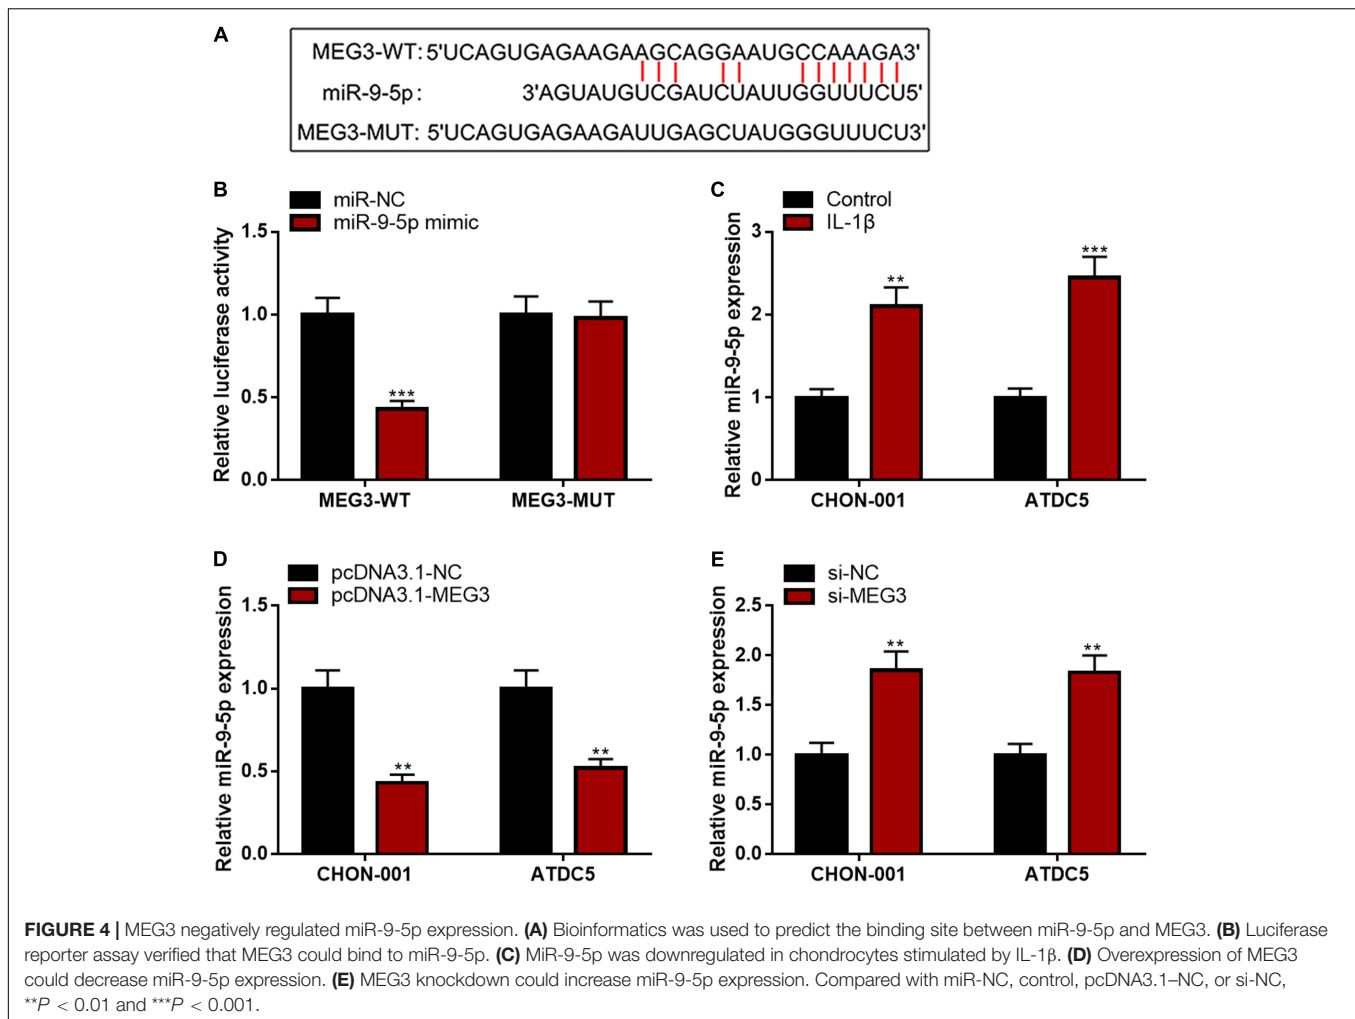 A
MEG3-WT: 5'UCAGUGAGAAGAAGCAGGAAUGCCAAAGA3'
miR-9-5p: 3'AGUAUGUCGAUCUAUUGGUUUCU5'
MEG3-MUT: 5'UCAGUGAGAAGAUUGAGCUAUGGGUUUCU3'
B
miR-NC
miR-9-5p mimic
Relative luciferase activity
1.5
1.0
0.5
0.0
***
MEG3-WT MEG3-MUT
C
Control
IL-1β
Relative miR-9-5p expression
3
2
1
0
** ***
CHON-001 ATDC5
D
pcDNA3.1-NC
pcDNA3.1-MEG3
Relative miR-9-5p expression
1.5
1.0
0.5
0.0
** **
CHON-001 ATDC5
E
si-NC
si-MEG3
Relative miR-9-5p expression
2.5
2.0
1.5
1.0
0.5
0.0
** **
CHON-001 ATDC5
FIGURE 4 | MEG3 negatively regulated miR-9-5p expression. (A) Bioinformatics was used to predict the binding site between miR-9-5p and MEG3. (B) Luciferase
reporter assay verified that MEG3 could bind to miR-9-5p. (C) MiR-9-5p was downregulated in chondrocytes stimulated by IL-1β. (D) Overexpression of MEG3
could decrease miR-9-5p expression. (E) MEG3 knockdown could increase miR-9-5p expression. Compared with miR-NC, control, pcDNA3.1–NC, or si-NC,
**P < 0.01 and ***P < 0.001.